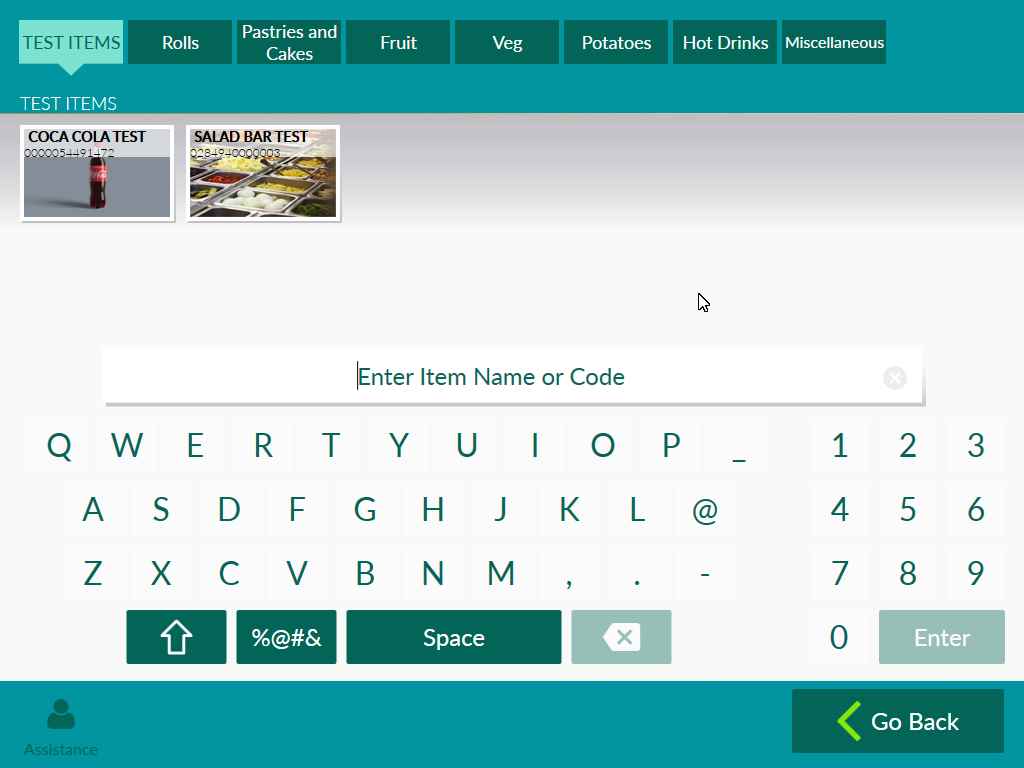 TEST ITEMS
Rolls
Pastries and
Cakes
Fruit
Veg
Potatoes
Hot Drinks
Miscellaneous
TEST ITEMS
COCA COLA TEST
0000054491472
SALAD BAR TEST
0284940000003
Enter Item Name or Code
Q W E R T Y U I O P _ 1 2 3
A S D F G H J K L @ 4 5 6
Z X C V B N M , . - 7 8 9
%@#& Space 0 Enter
Assistance
Go Back